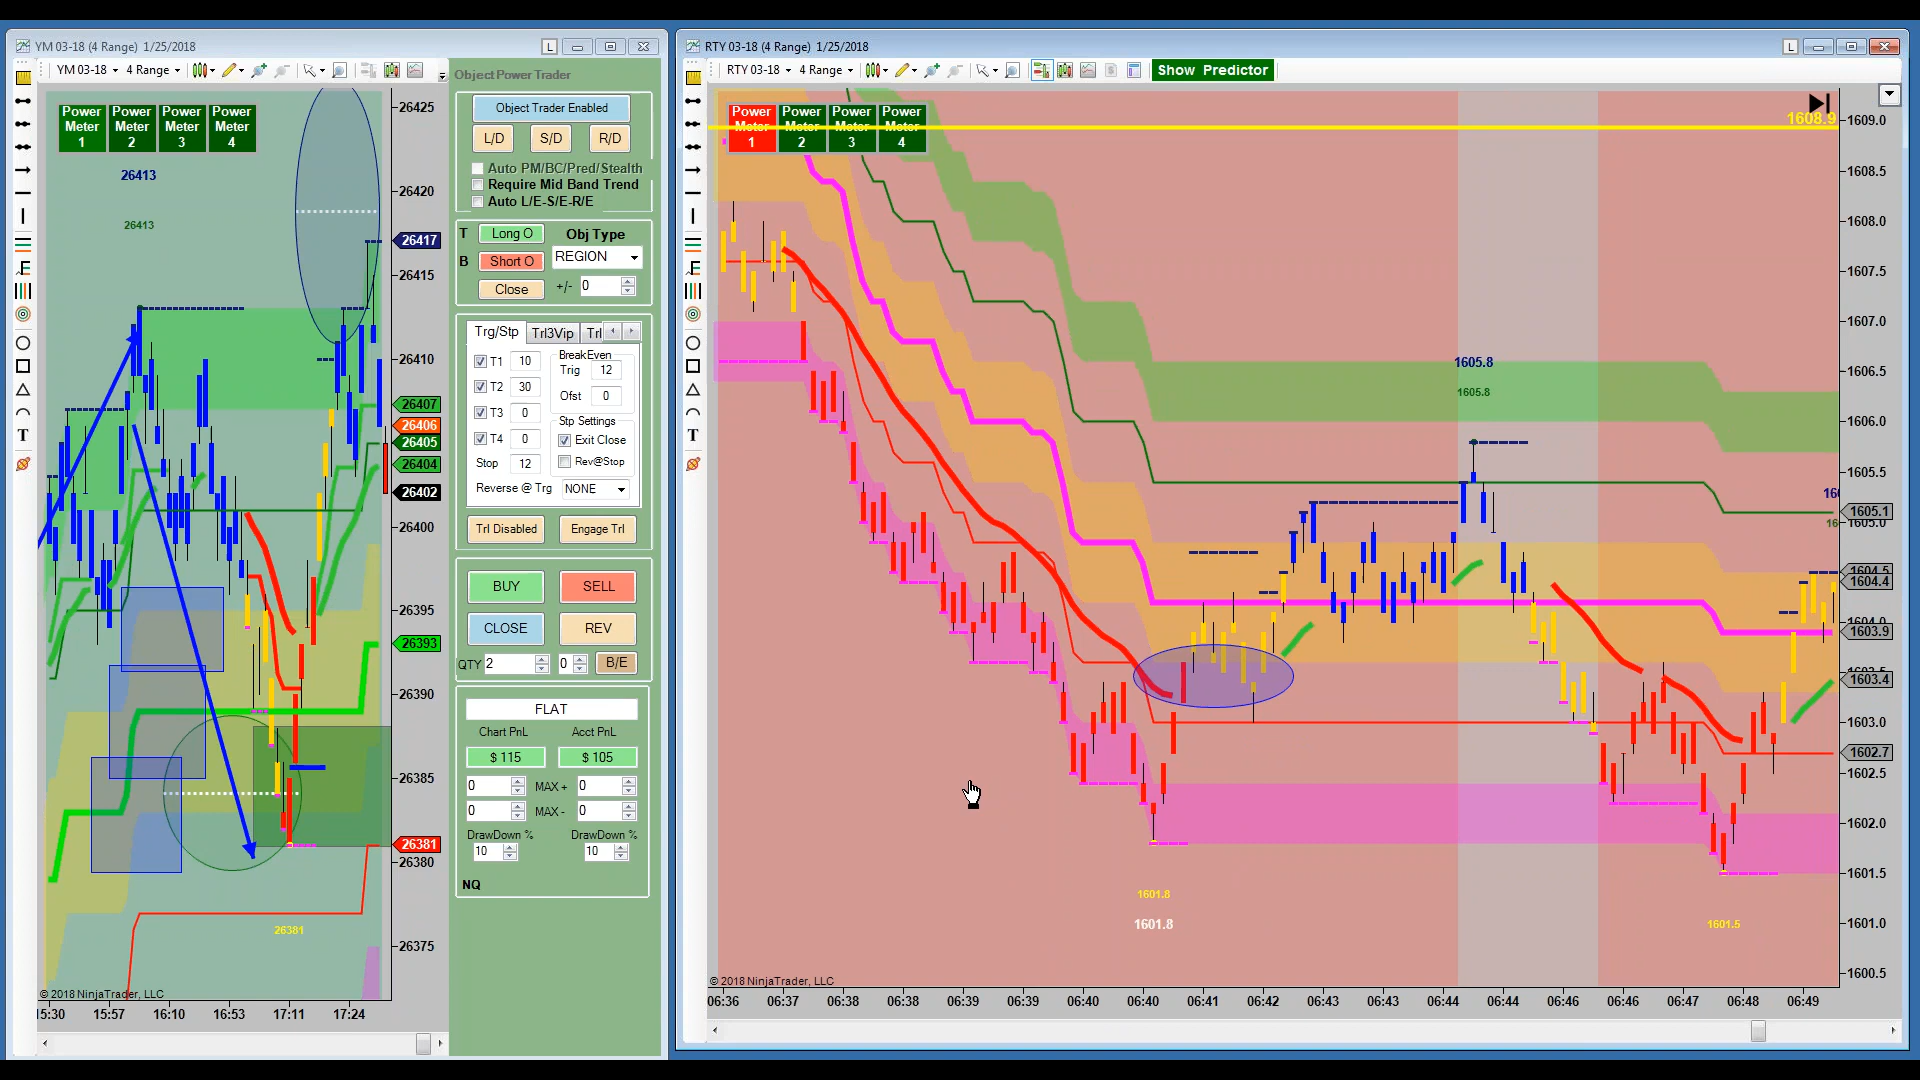 YM 03-18 (4 Range) 1/25/2018
L
YM 03-18
4 Range
Power Meter 1
Power Meter 2
Power Meter 3
Power Meter 4
26413
26413
26381
26425
26420
26417
26415
26410
26407
26406
26405
26404
26402
26400
26395
26393
26390
26385
26381
26380
26375
© 2018 NinjaTrader, LLC
15:57
16:10
16:53
17:11
17:24
Object Power Trader
Object Trader Enabled
L/D
S/D
R/D
Auto PM/BC/Pred/Stealth
Require Mid Band Trend
Auto L/E-S/E-R/E
T
Long O
Obj Type
B
Short O
REGION
Close
+/-
0
Trg/Stp
Trl3Vip
Trl
T1 10
T2 30
T3 0
T4 0
Stop 12
BreakEven
Trig 12
Ofst 0
Stp Settings
Exit Close
Rev@Stop
Reverse @ Trg NONE
Trl Disabled
Engage Trl
BUY
SELL
CLOSE
REV
QTY 2
0
B/E
FLAT
Chart PnL
Acct PnL
$ 115
$ 105
0 MAX + 0
0 MAX - 0
DrawDown %
DrawDown %
10
10
NQ
RTY 03-18 (4 Range) 1/25/2018
L
RTY 03-18
4 Range
Show Predictor
Power Meter 1
Power Meter 2
Power Meter 3
Power Meter 4
1608.9
1605.8
1605.8
1601.8
1601.8
1601.5
1609.0
1608.5
1608.0
1607.5
1607.0
1606.5
1606.0
1605.5
1605.1
1605.0
1604.5
1604.4
1604.0
1603.9
1603.5
1603.4
1603.0
1602.7
1602.5
1602.0
1601.5
1601.0
1600.5
© 2018 NinjaTrader, LLC
06:36
06:37
06:38
06:38
06:39
06:39
06:40
06:40
06:41
06:42
06:43
06:43
06:44
06:44
06:46
06:46
06:47
06:48
06:49